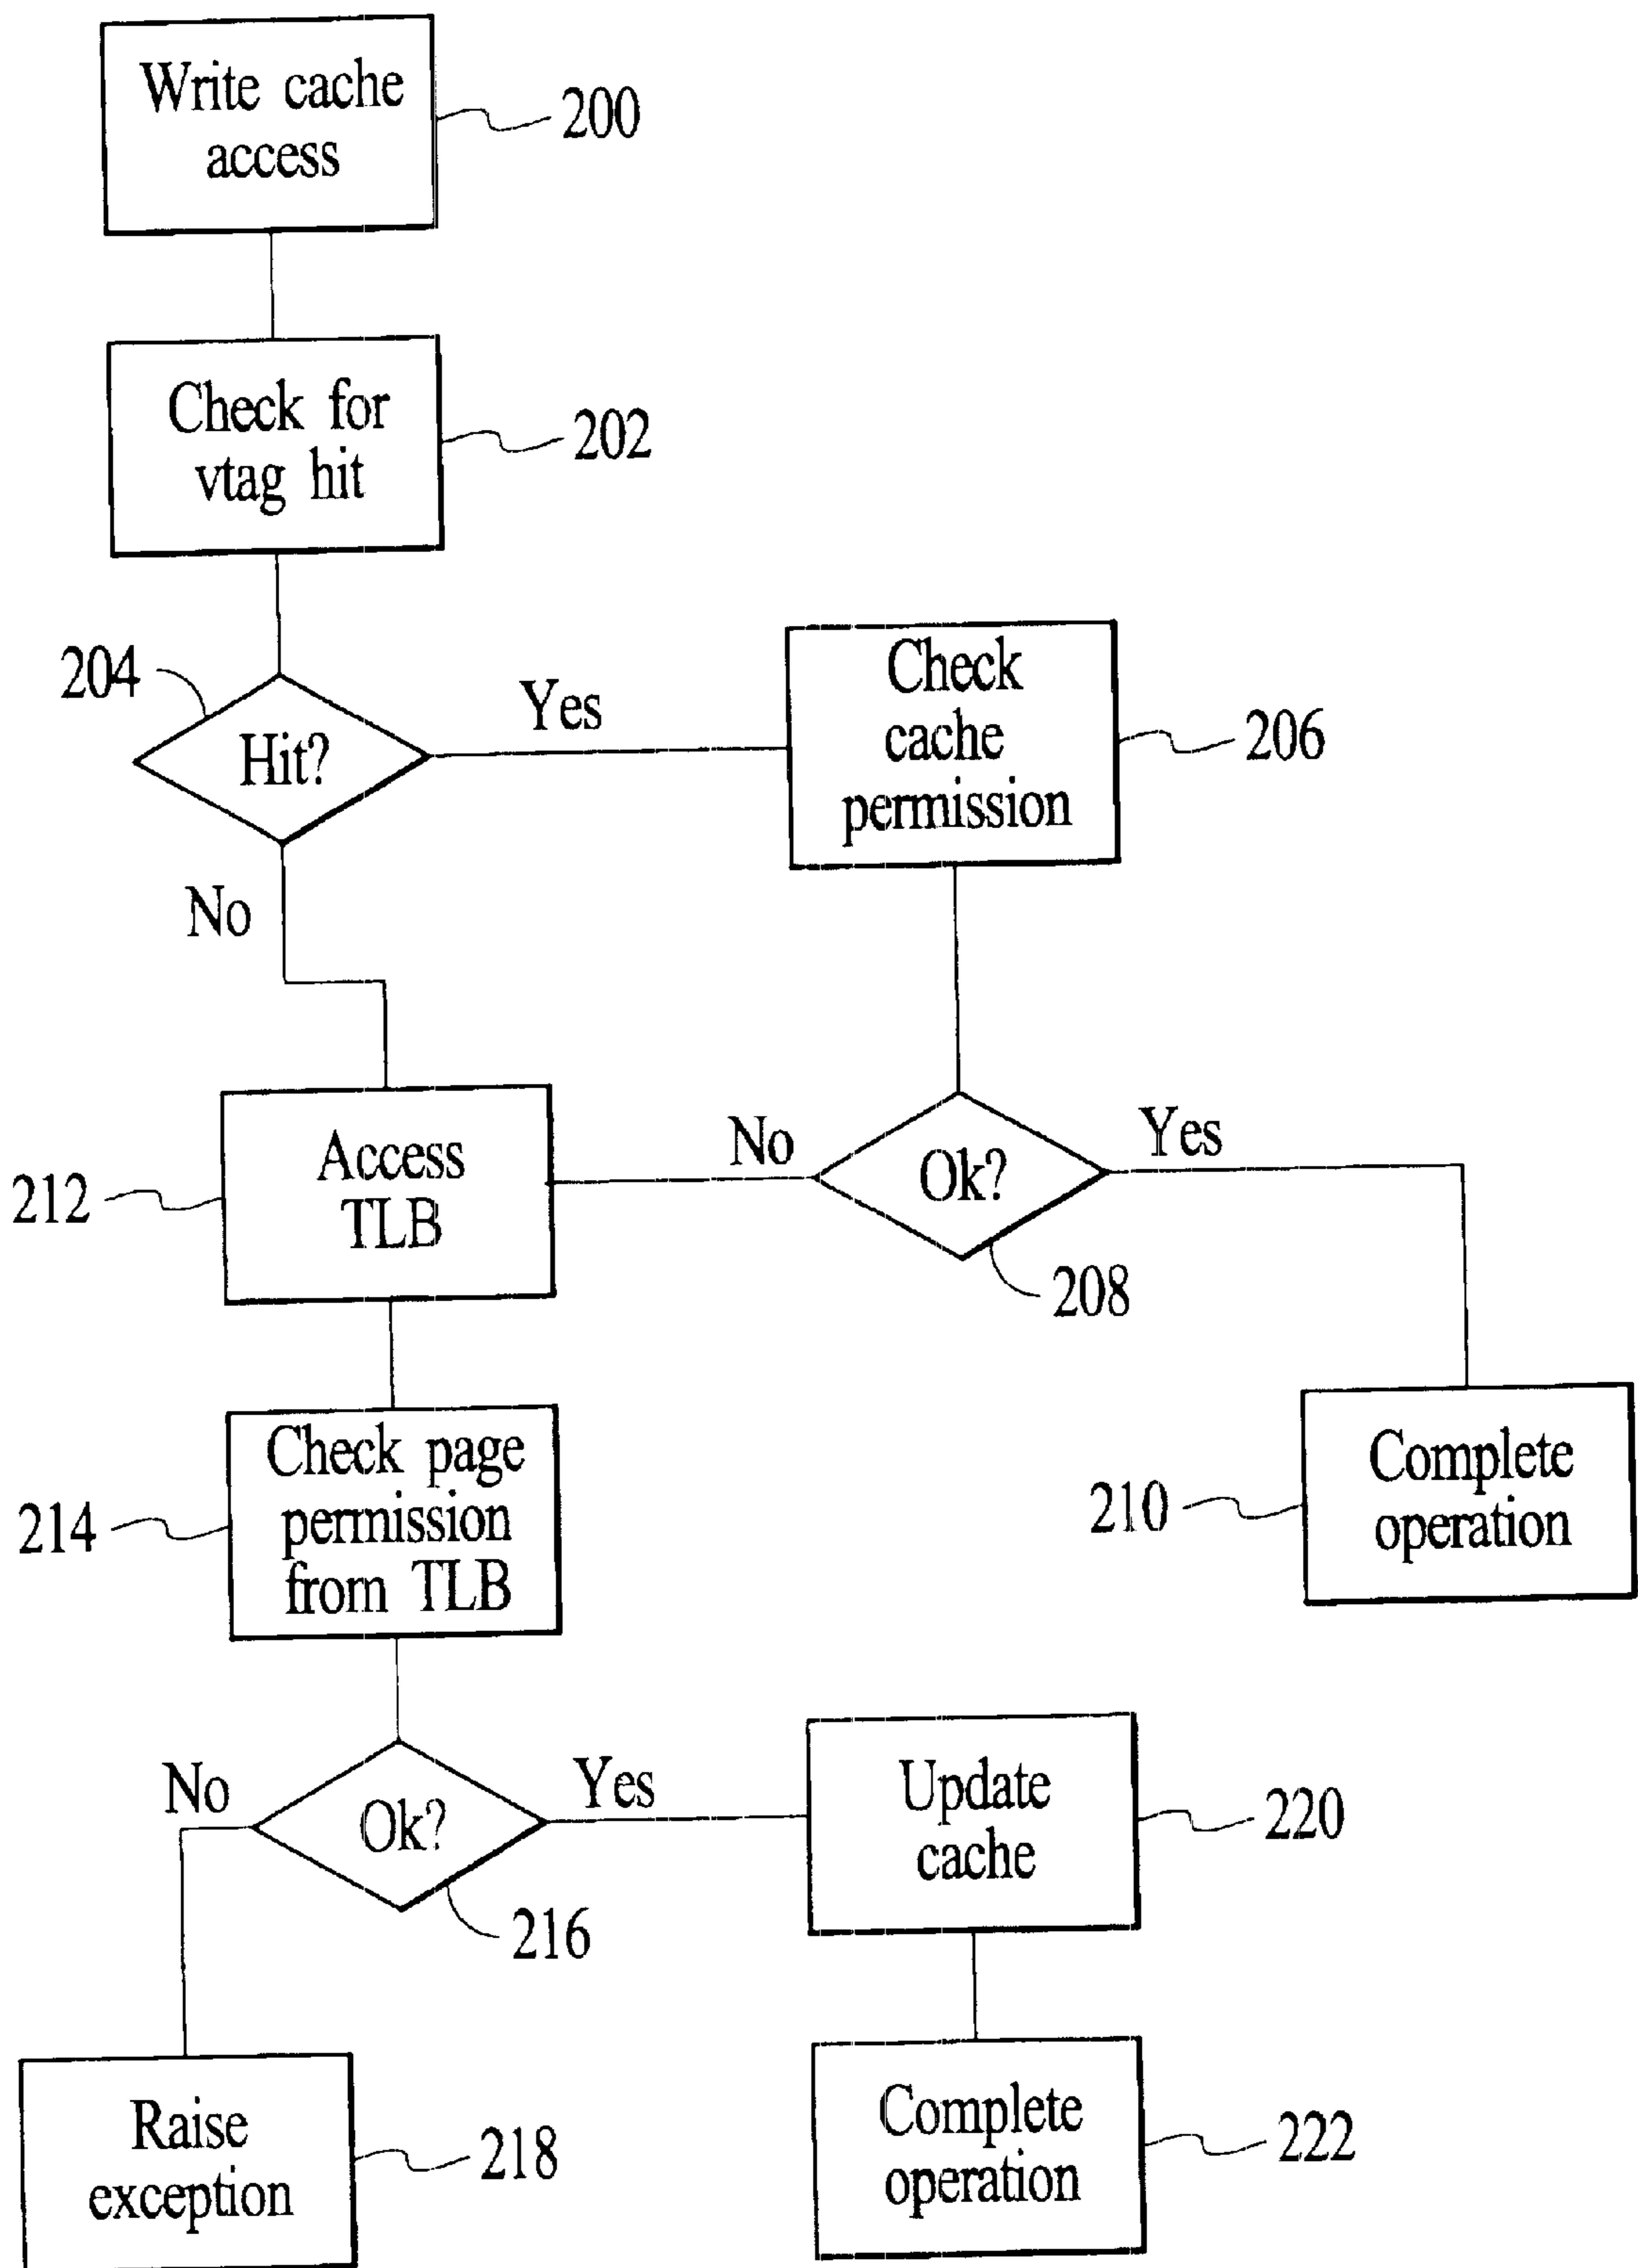 Write cache
access
200
Check for
vtag hit
202
204
Hit?
Yes
No
Check
cache
permission
206
Access
TLB
212
No
Ok?
Yes
208
Check page
permission
from TLB
214
Complete
operation
210
No
Ok?
Yes
216
Update
cache
220
Raise
exception
218
Complete
operation
222